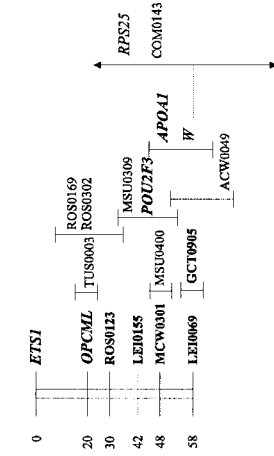 0 ETS1
20 OPCML
30 ROS0123
42 LEI0155
48 MCW0301
58 LEI0069
TUS0003
ROS0169
ROS0302
MSU0309
POU2F3
MSU0400
GCT0905
APOA1
W
ACW0049
RPS25
COM0143